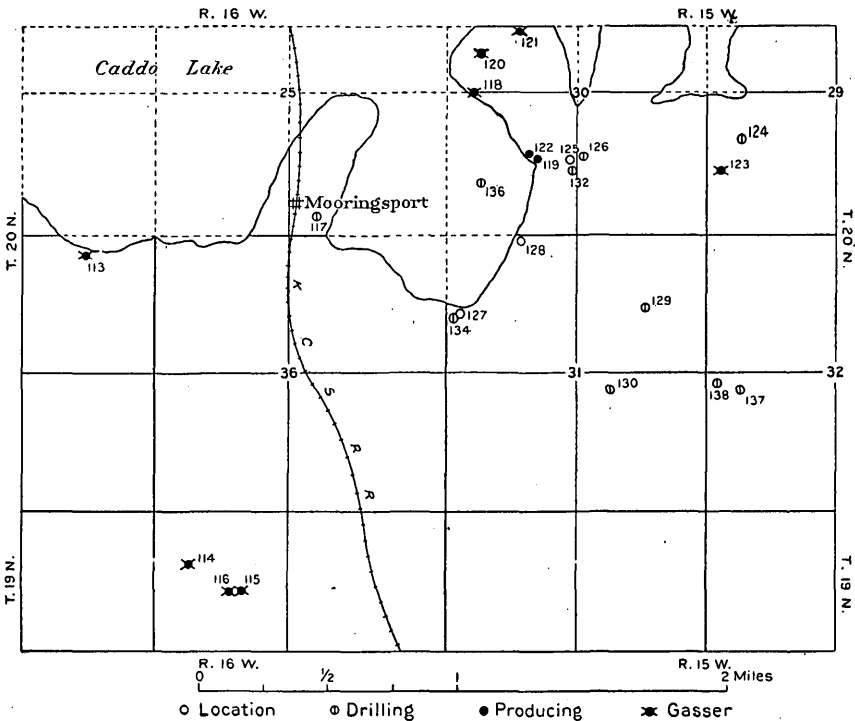 R. 16 W. R. 15 W.
121
Caddo Lake 120
118
25 30 29
124
122 125 126
119 123
132
136
Mooringsport
117
T. 20 N. T. 20 N.
128
113
129
K 127
134
C
36 31 32
S 130 138 137
R
R
114
116 115
T. 19 N. T. 19 N.
R. 16 W. R. 15 W.
0 ½ 1 2 Miles
Location Drilling Producing Gasser